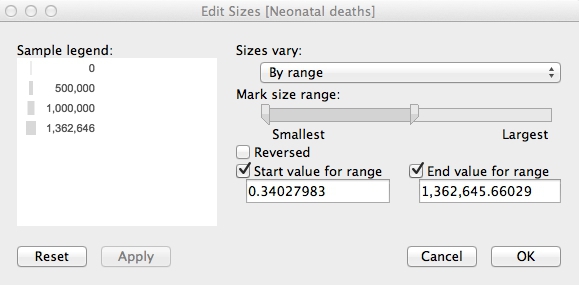 Edit Sizes [Neonatal deaths]
Sample legend:
0
500,000
1,000,000
1,362,646
Sizes vary:
By range
Mark size range:
Smallest Largest
Reversed
Start value for range End value for range
0.34027983 1,362,645.66029
Reset Apply Cancel OK